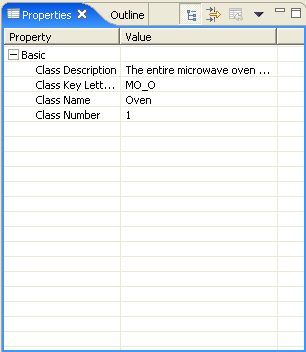 Properties Outline
Property Value
Basic
Class Description The entire microwave oven ...
Class Key Lett... MO_O
Class Name Oven
Class Number 1